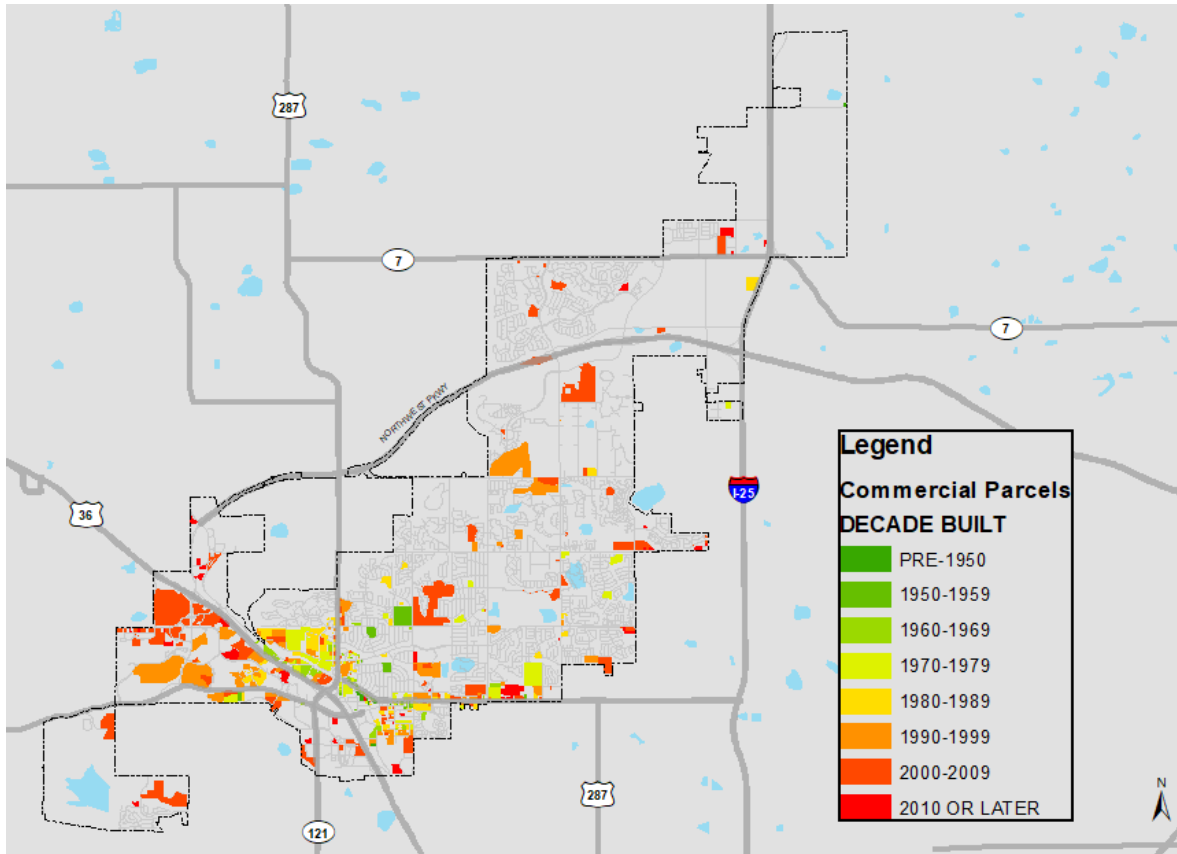 287
7
7
NORTHWEST PKWY
36
I-25
Legend
Commercial Parcels
DECADE BUILT
PRE-1950
1950-1959
1960-1969
1970-1979
1980-1989
1990-1999
2000-2009
2010 OR LATER
N
287
121